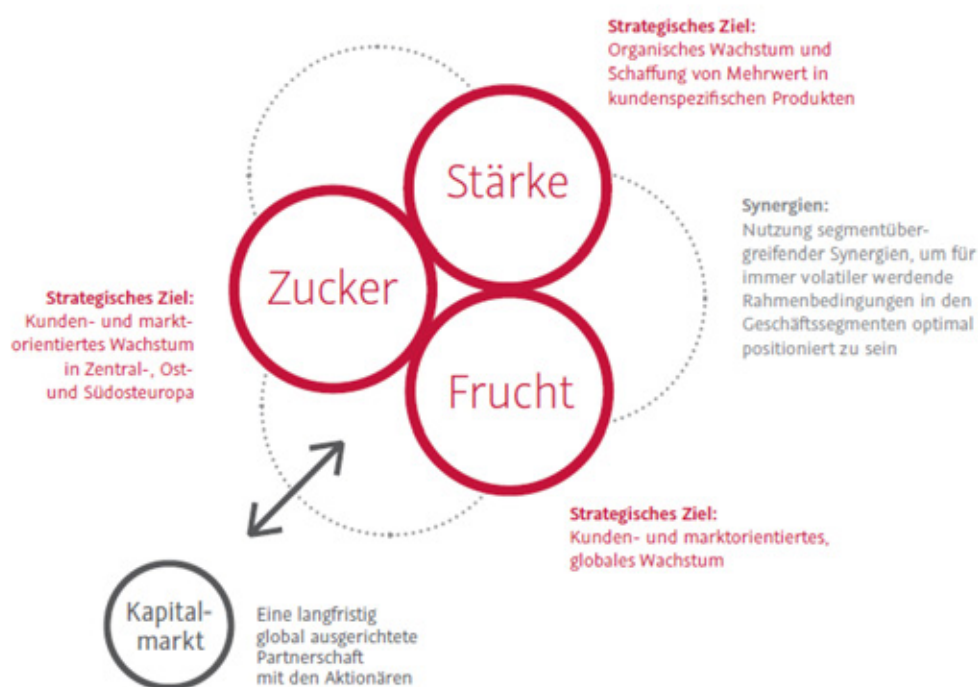 Strategisches Ziel:
Organisches Wachstum und
Schaffung von Mehrwert in
kundenspezifischen Produkten
Stärke
Synergien:
Nutzung segmentüber-
greifender Synergien, um für
immer volatiler werdende
Rahmenbedingungen in den
Geschäftssegmenten optimal
positioniert zu sein
Zucker
Strategisches Ziel:
Kunden- und markt-
orientiertes Wachstum
in Zentral-, Ost-
und Südosteuropa
Frucht
Strategisches Ziel:
Kunden- und marktorientiertes,
globales Wachstum
Kapital-
markt
Eine langfristig
global ausgerichtete
Partnerschaft
mit den Aktionären